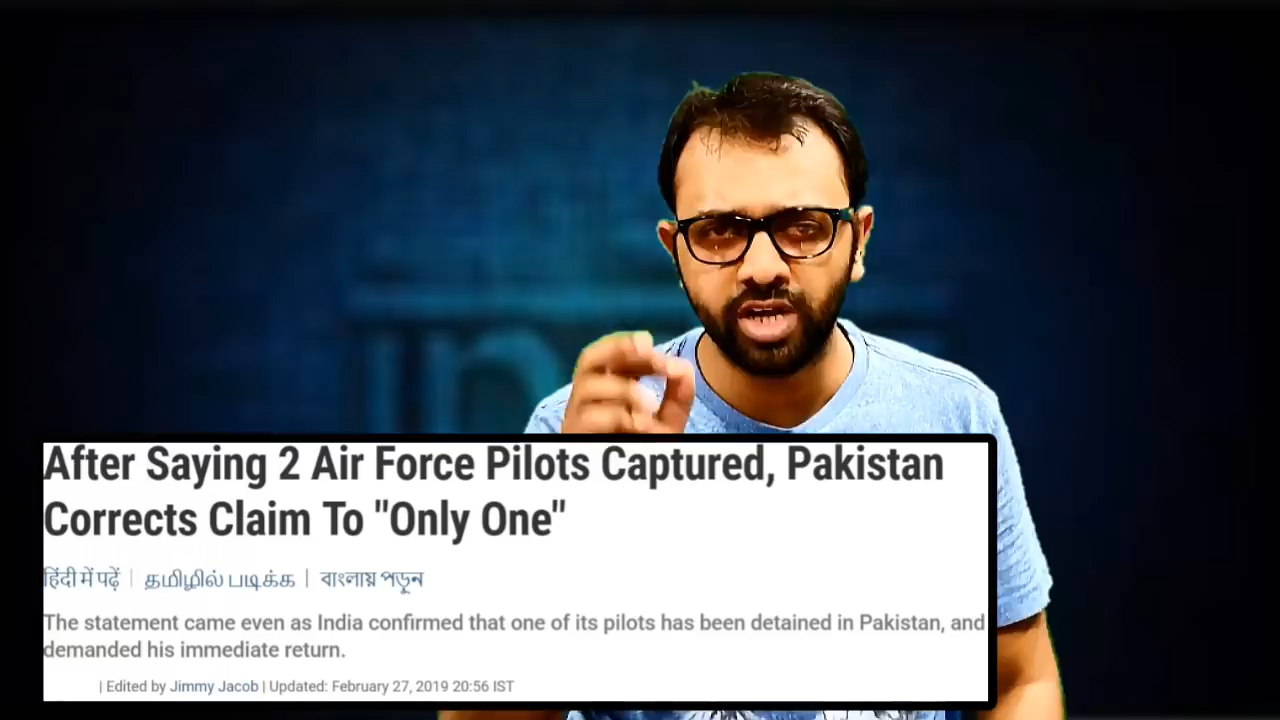 After Saying 2 Air Force Pilots Captured, Pakistan
Corrects Claim To "Only One"
हिंदी में पढ़ें | தமிழில் படிக்க | বাংলায় পড়ুন
The statement came even as India confirmed that one of its pilots has been detained in Pakistan, and
demanded his immediate return.
| Edited by Jimmy Jacob | Updated: February 27, 2019 20:56 IST